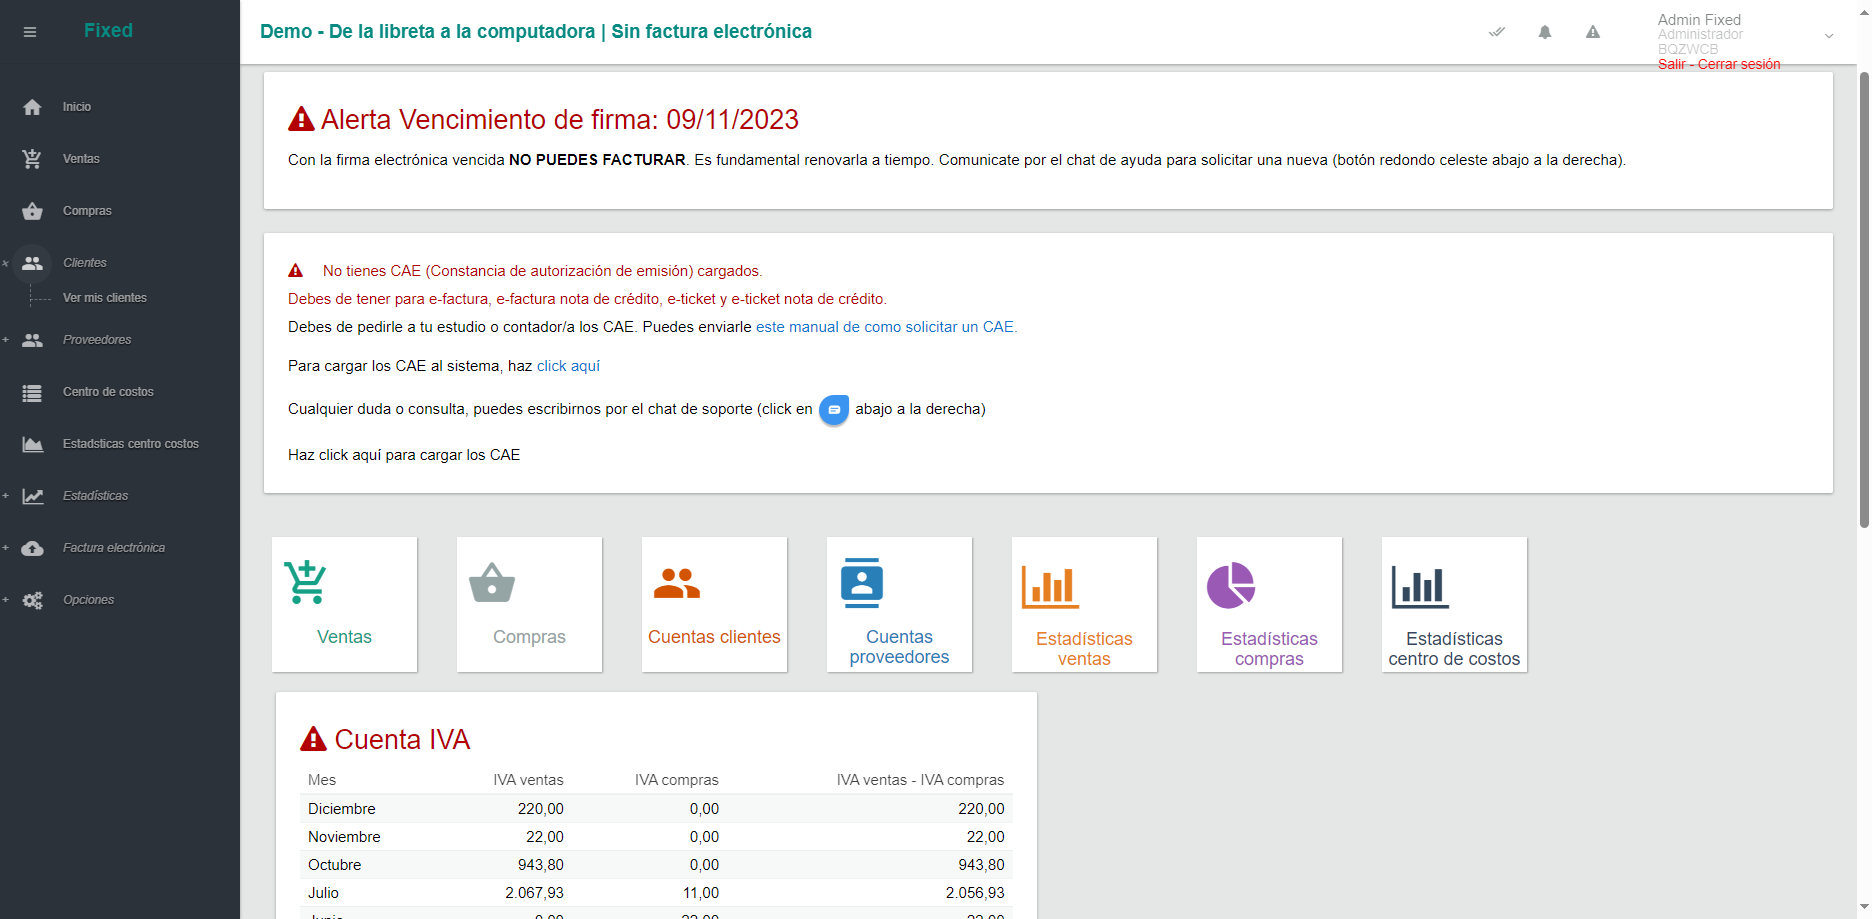 Fixed
Demo - De la libreta a la computadora | Sin factura electrónica
Admin Fixed
Administrador
BQZWCB
Salir - Cerrar sesión
Inicio
Ventas
Compras
Clientes
Ver mis clientes
Proveedores
Centro de costos
Estadsticas centro costos
Estadísticas
Factura electrónica
Opciones
Alerta Vencimiento de firma: 09/11/2023
Con la firma electrónica vencida NO PUEDES FACTURAR. Es fundamental renovarla a tiempo. Comunicate por el chat de ayuda para solicitar una nueva (botón redondo celeste abajo a la derecha).
No tienes CAE (Constancia de autorización de emisión) cargados.
Debes de tener para e-factura, e-factura nota de crédito, e-ticket y e-ticket nota de crédito.
Debes de pedirle a tu estudio o contador/a los CAE. Puedes enviarle este manual de como solicitar un CAE.
Para cargar los CAE al sistema, haz click aquí
Cualquier duda o consulta, puedes escribirnos por el chat de soporte (click en abajo a la derecha)
Haz click aquí para cargar los CAE
Ventas
Compras
Cuentas clientes
Cuentas
proveedores
Estadísticas
ventas
Estadísticas
compras
Estadísticas
centro de costos
Cuenta IVA
Mes IVA ventas IVA compras IVA ventas - IVA compras
Diciembre 220,00 0,00 220,00
Noviembre 22,00 0,00 22,00
Octubre 943,80 0,00 943,80
Julio 2.067,93 11,00 2.056,93
Junio 0,00 22,00 22,00